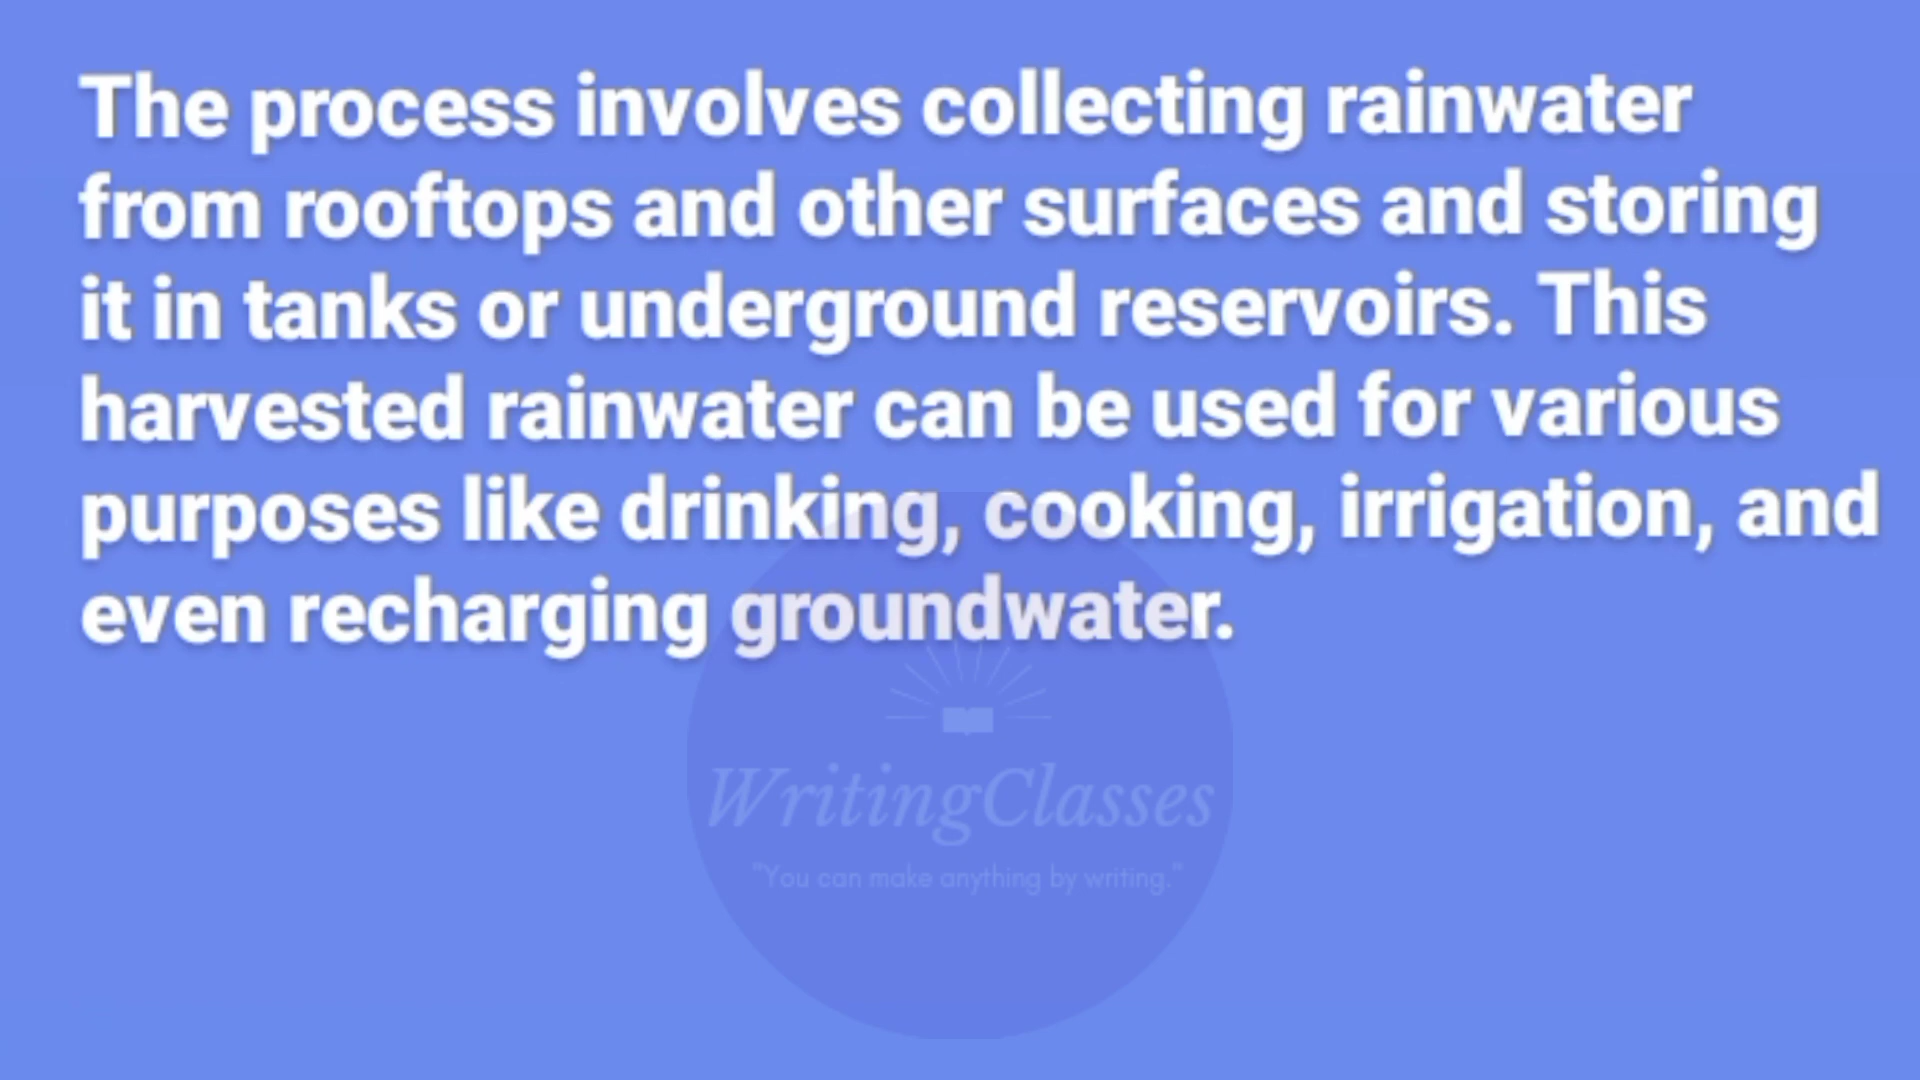 The process involves collecting rainwater
from rooftops and other surfaces and storing
it in tanks or underground reservoirs. This
harvested rainwater can be used for various
purposes like drinking, cooking, irrigation, and
even recharging groundwater.
WritingClasses
"You can make anything by writing."